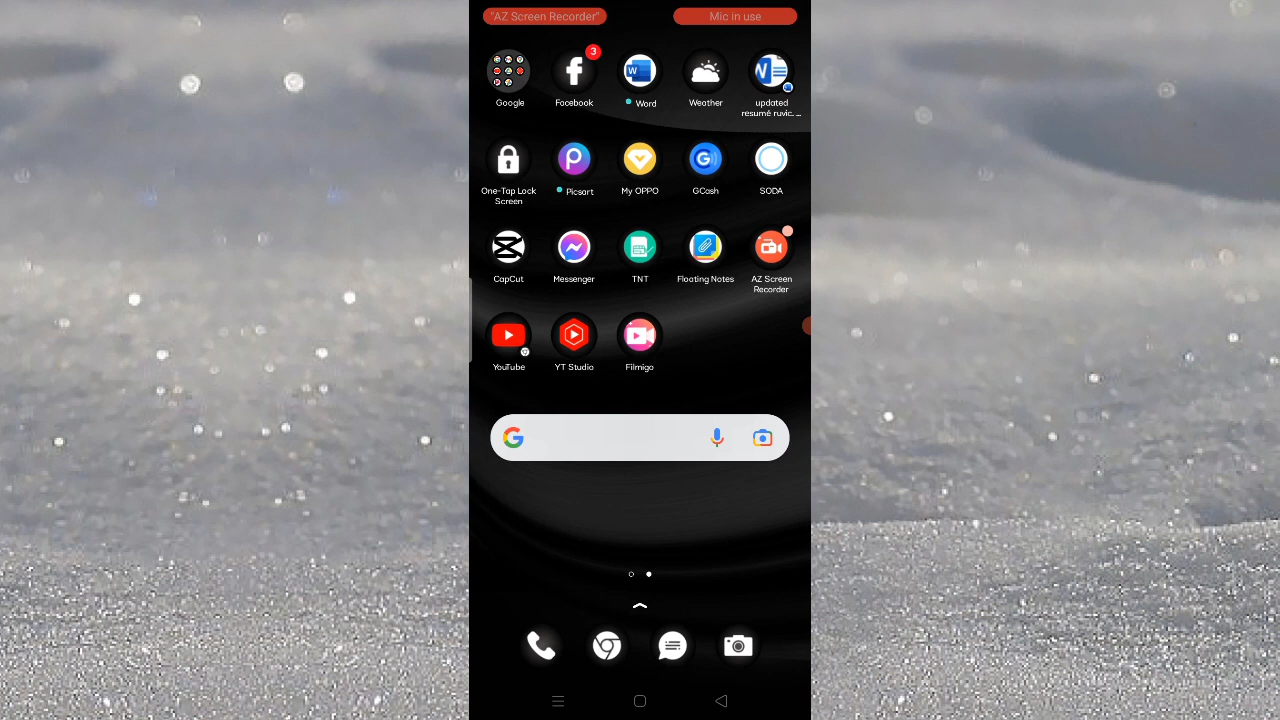 "AZ Screen Recorder"
Mic in use
3
Google
Facebook
Word
Weather
updated
resumé ruvic. ...
One-Tap Lock
Screen
Picsart
My OPPO
GCash
SODA
CapCut
Messenger
TNT
Floating Notes
AZ Screen
Recorder
YouTube
YT Studio
Filmigo